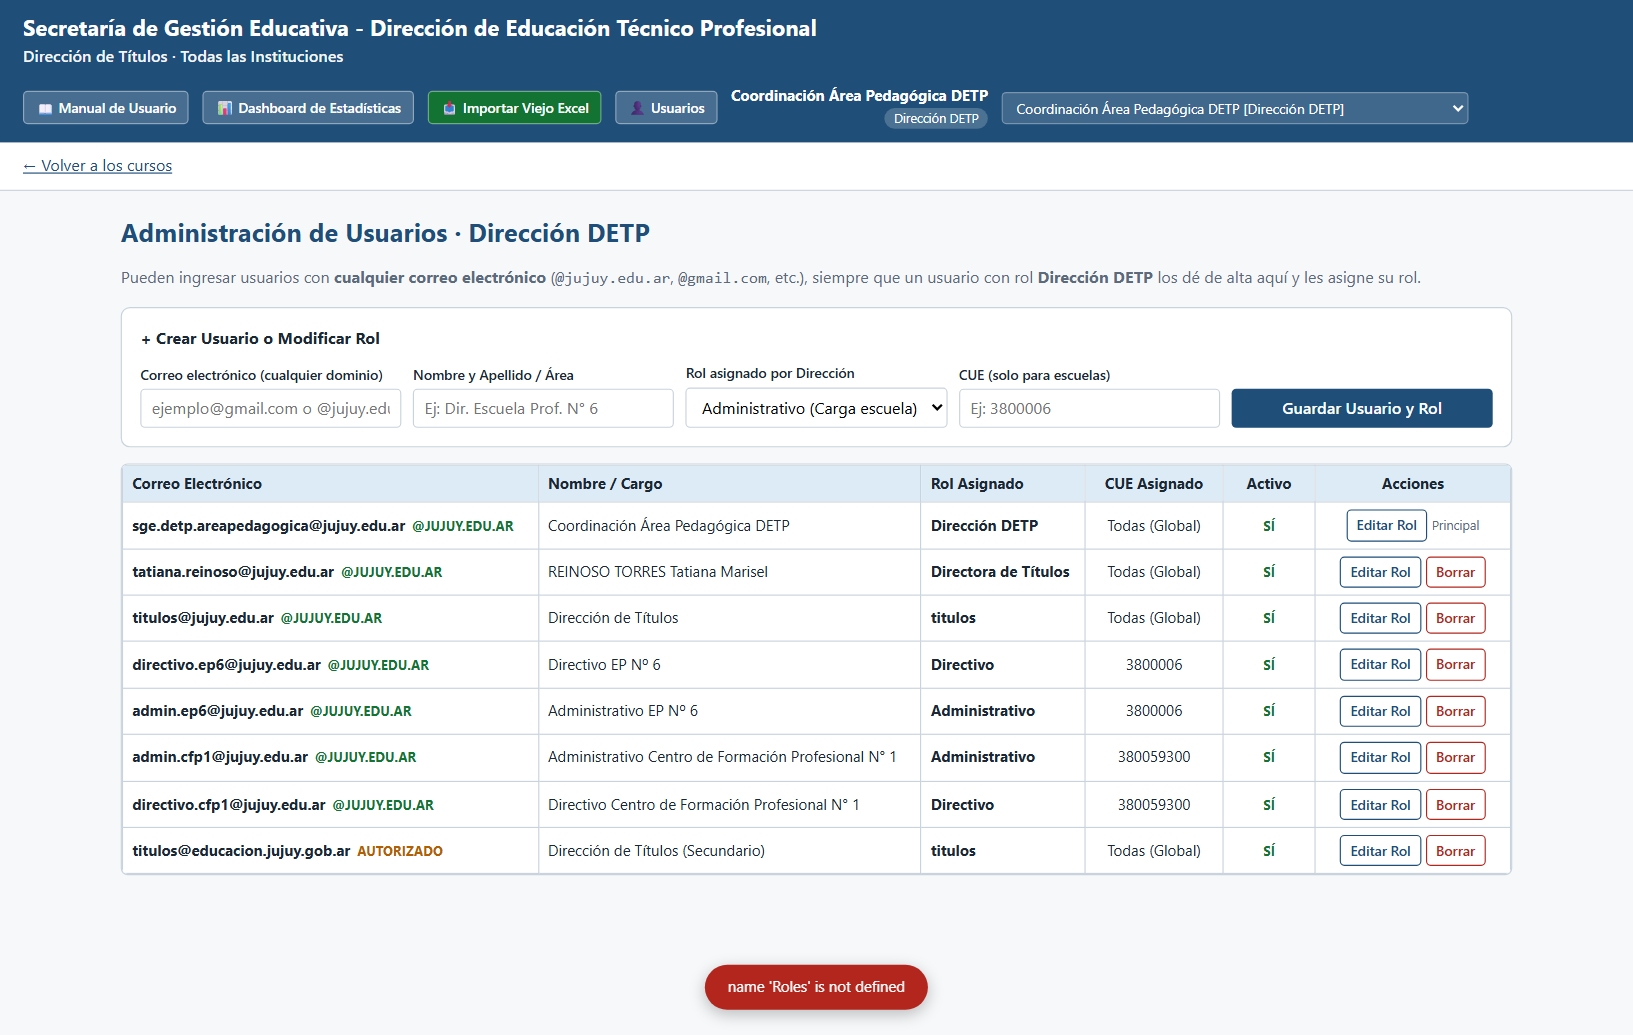 Secretaría de Gestión Educativa - Dirección de Educación Técnico Profesional
Dirección de Títulos · Todas las Instituciones
Manual de Usuario
Dashboard de Estadísticas
Importar Viejo Excel
Usuarios
Coordinación Área Pedagógica DETP
Dirección DETP
Coordinación Área Pedagógica DETP [Dirección DETP]
← Volver a los cursos
Administración de Usuarios · Dirección DETP
Pueden ingresar usuarios con cualquier correo electrónico (@jujuy.edu.ar, @gmail.com, etc.), siempre que un usuario con rol Dirección DETP los dé de alta aquí y les asigne su rol.
+ Crear Usuario o Modificar Rol
Correo electrónico (cualquier dominio) Nombre y Apellido / Área Rol asignado por Dirección CUE (solo para escuelas)
ejemplo@gmail.com o @jujuy.edu Ej: Dir. Escuela Prof. N° 6 Administrativo (Carga escuela) Ej: 3800006 Guardar Usuario y Rol
Correo Electrónico Nombre / Cargo Rol Asignado CUE Asignado Activo Acciones
sge.detp.areapedagogica@jujuy.edu.ar @JUJUY.EDU.AR Coordinación Área Pedagógica DETP Dirección DETP Todas (Global) SÍ Editar Rol Principal
tatiana.reinoso@jujuy.edu.ar @JUJUY.EDU.AR REINOSO TORRES Tatiana Marisel Directora de Títulos Todas (Global) SÍ Editar Rol Borrar
titulos@jujuy.edu.ar @JUJUY.EDU.AR Dirección de Títulos titulos Todas (Global) SÍ Editar Rol Borrar
directivo.ep6@jujuy.edu.ar @JUJUY.EDU.AR Directivo EP Nº 6 Directivo 3800006 SÍ Editar Rol Borrar
admin.ep6@jujuy.edu.ar @JUJUY.EDU.AR Administrativo EP Nº 6 Administrativo 3800006 SÍ Editar Rol Borrar
admin.cfp1@jujuy.edu.ar @JUJUY.EDU.AR Administrativo Centro de Formación Profesional N° 1 Administrativo 380059300 SÍ Editar Rol Borrar
directivo.cfp1@jujuy.edu.ar @JUJUY.EDU.AR Directivo Centro de Formación Profesional N° 1 Directivo 380059300 SÍ Editar Rol Borrar
titulos@educacion.jujuy.gob.ar AUTORIZADO Dirección de Títulos (Secundario) titulos Todas (Global) SÍ Editar Rol Borrar
name 'Roles' is not defined